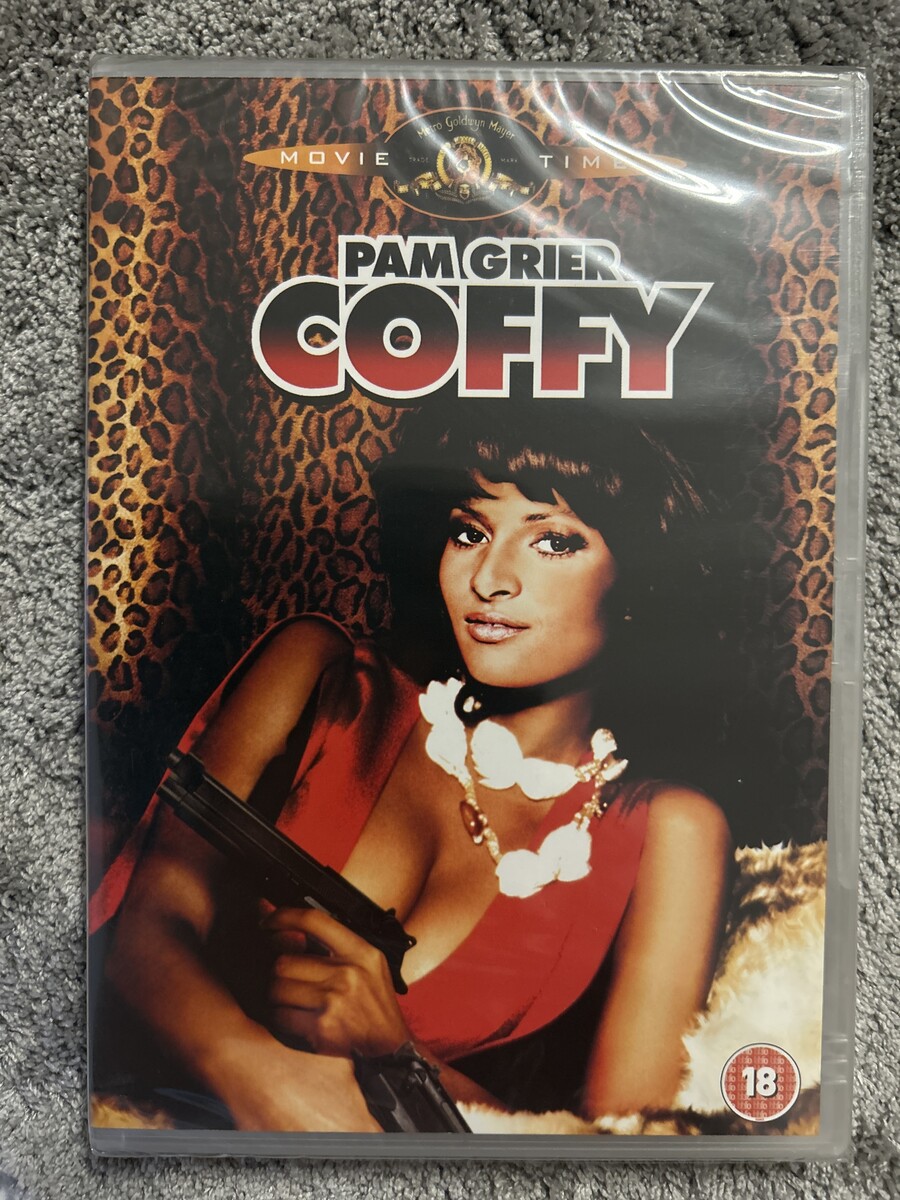 Metro Goldwyn Mayer
MOVIE TRADE MARK TIME
PAM GRIER
COFFY
18